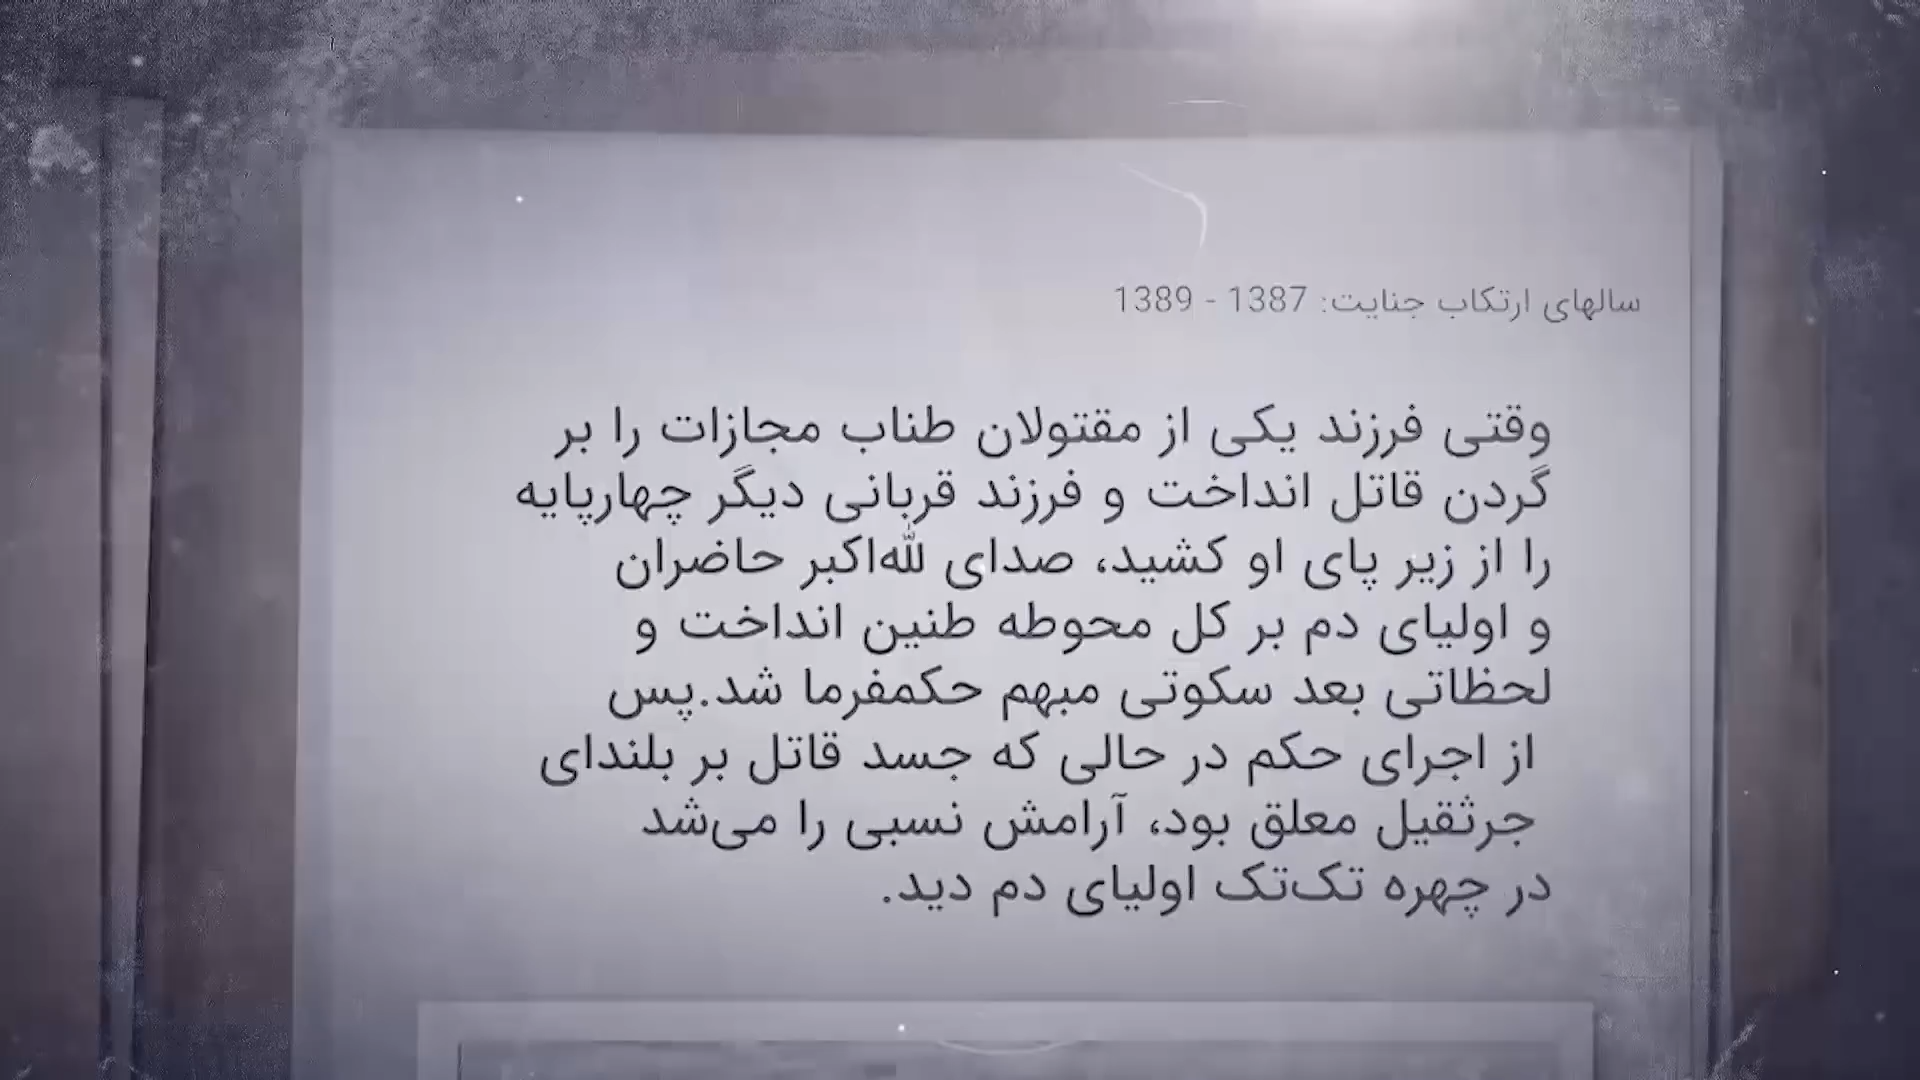 سالهای ارتکاب جنایت: 1387 - 1389
وقتی فرزند یکی از مقتولان طناب مجازات را بر
گردن قاتل انداخت و فرزند قربانی دیگر چهارپایه
را از زیر پای او کشید، صدای اللهاکبر حاضران
و اولیای دم بر کل محوطه طنین انداخت و
لحظاتی بعد سکوتی مبهم حکمفرما شد.پس
از اجرای حکم در حالی که جسد قاتل بر بلندای
جرثقیل معلق بود، آرامش نسبی را می‌شد
در چهره تک‌تک اولیای دم دید.